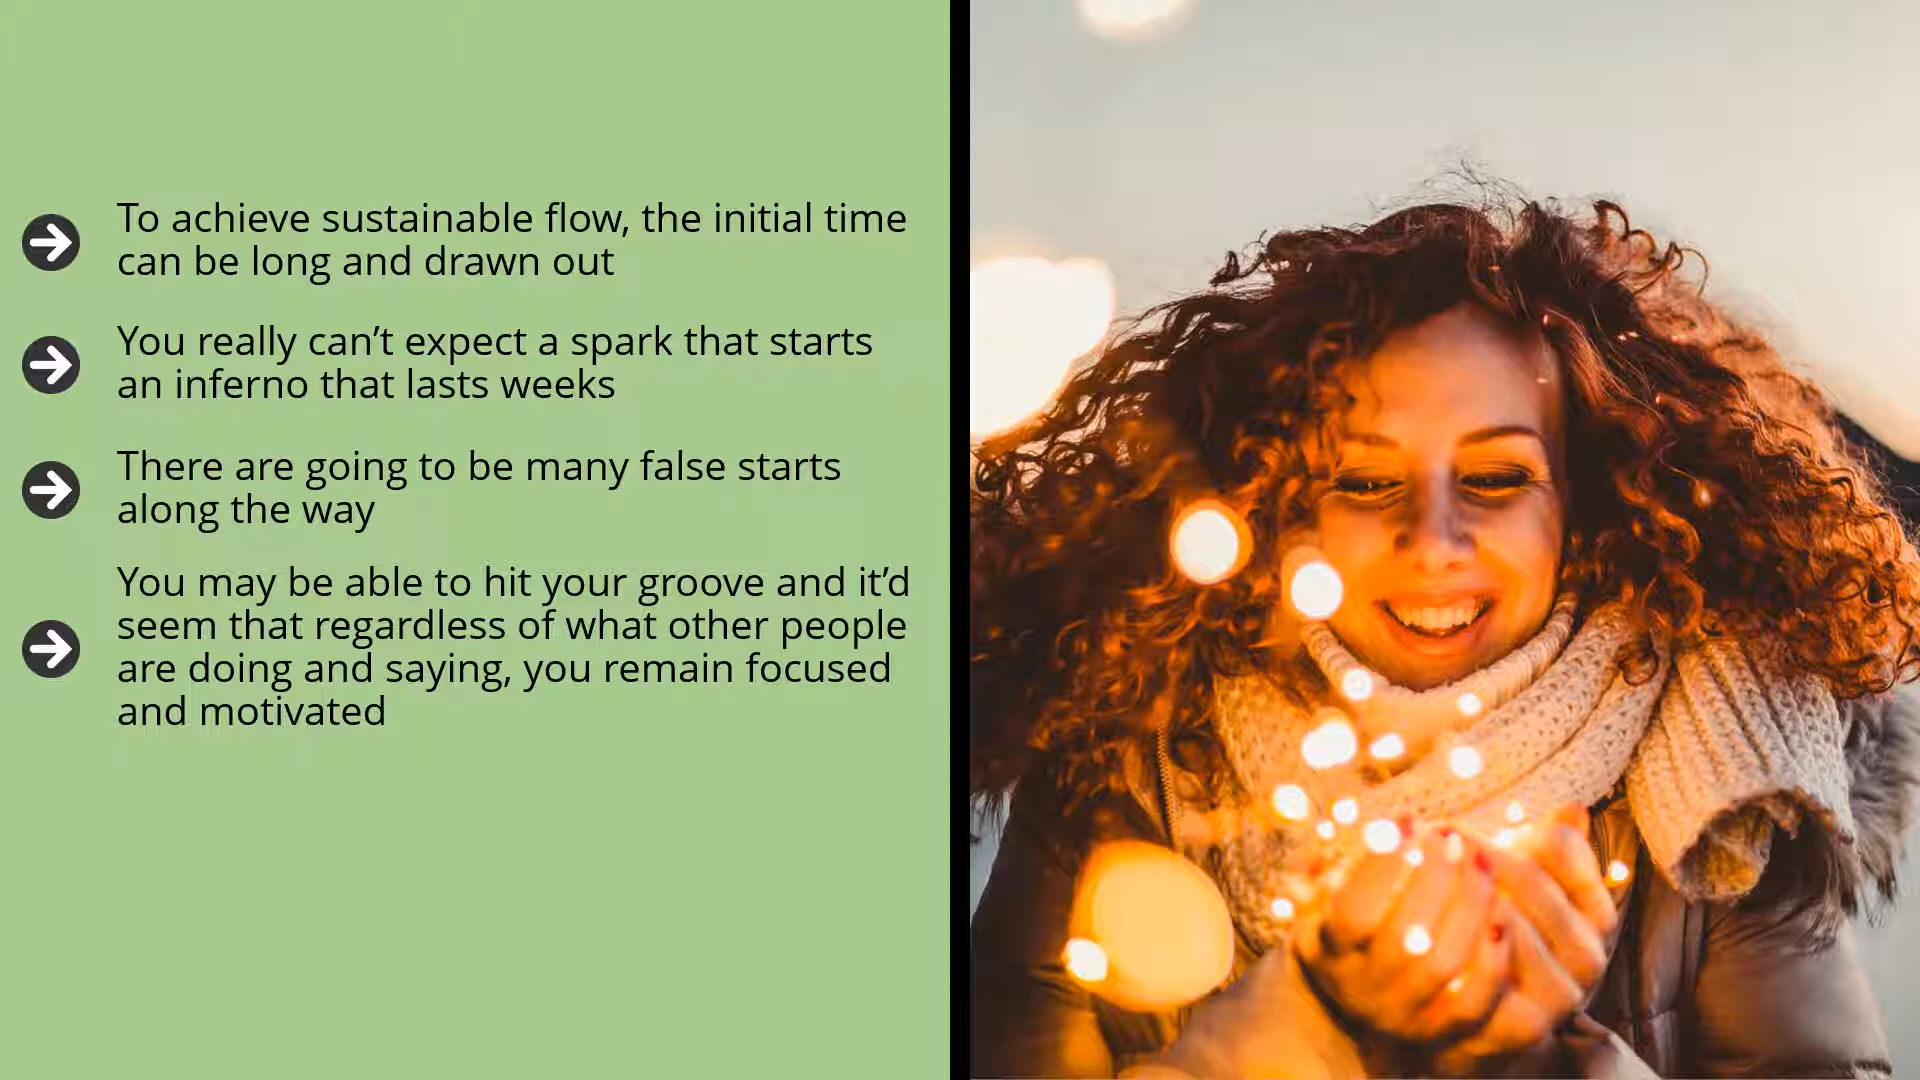 To achieve sustainable flow, the initial time
can be long and drawn out
You really can’t expect a spark that starts
an inferno that lasts weeks
There are going to be many false starts
along the way
You may be able to hit your groove and it’d
seem that regardless of what other people
are doing and saying, you remain focused
and motivated